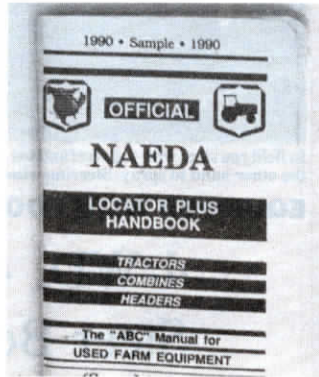 1990 • Sample • 1990
OFFICIAL
NAEDA
LOCATOR PLUS
HANDBOOK
TRACTORS
COMBINES
HEADERS
The "ABC" Manual for
USED FARM EQUIPMENT